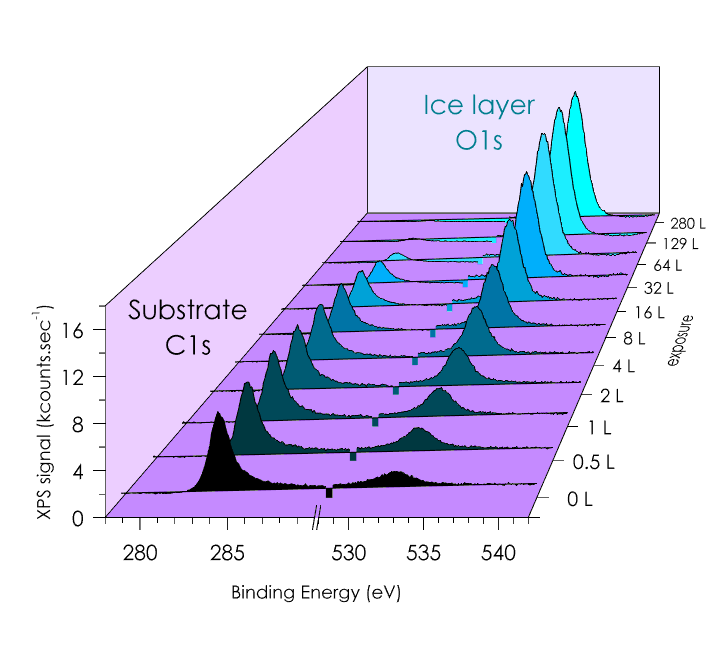 Ice layer
O1s
Substrate
C1s
XPS signal (kcounts.sec⁻¹)
16
12
8
4
0
280 L
129 L
64 L
32 L
16 L
8 L
4 L
2 L
1 L
0.5 L
0 L
exposure
280 285 530 535 540
Binding Energy (eV)